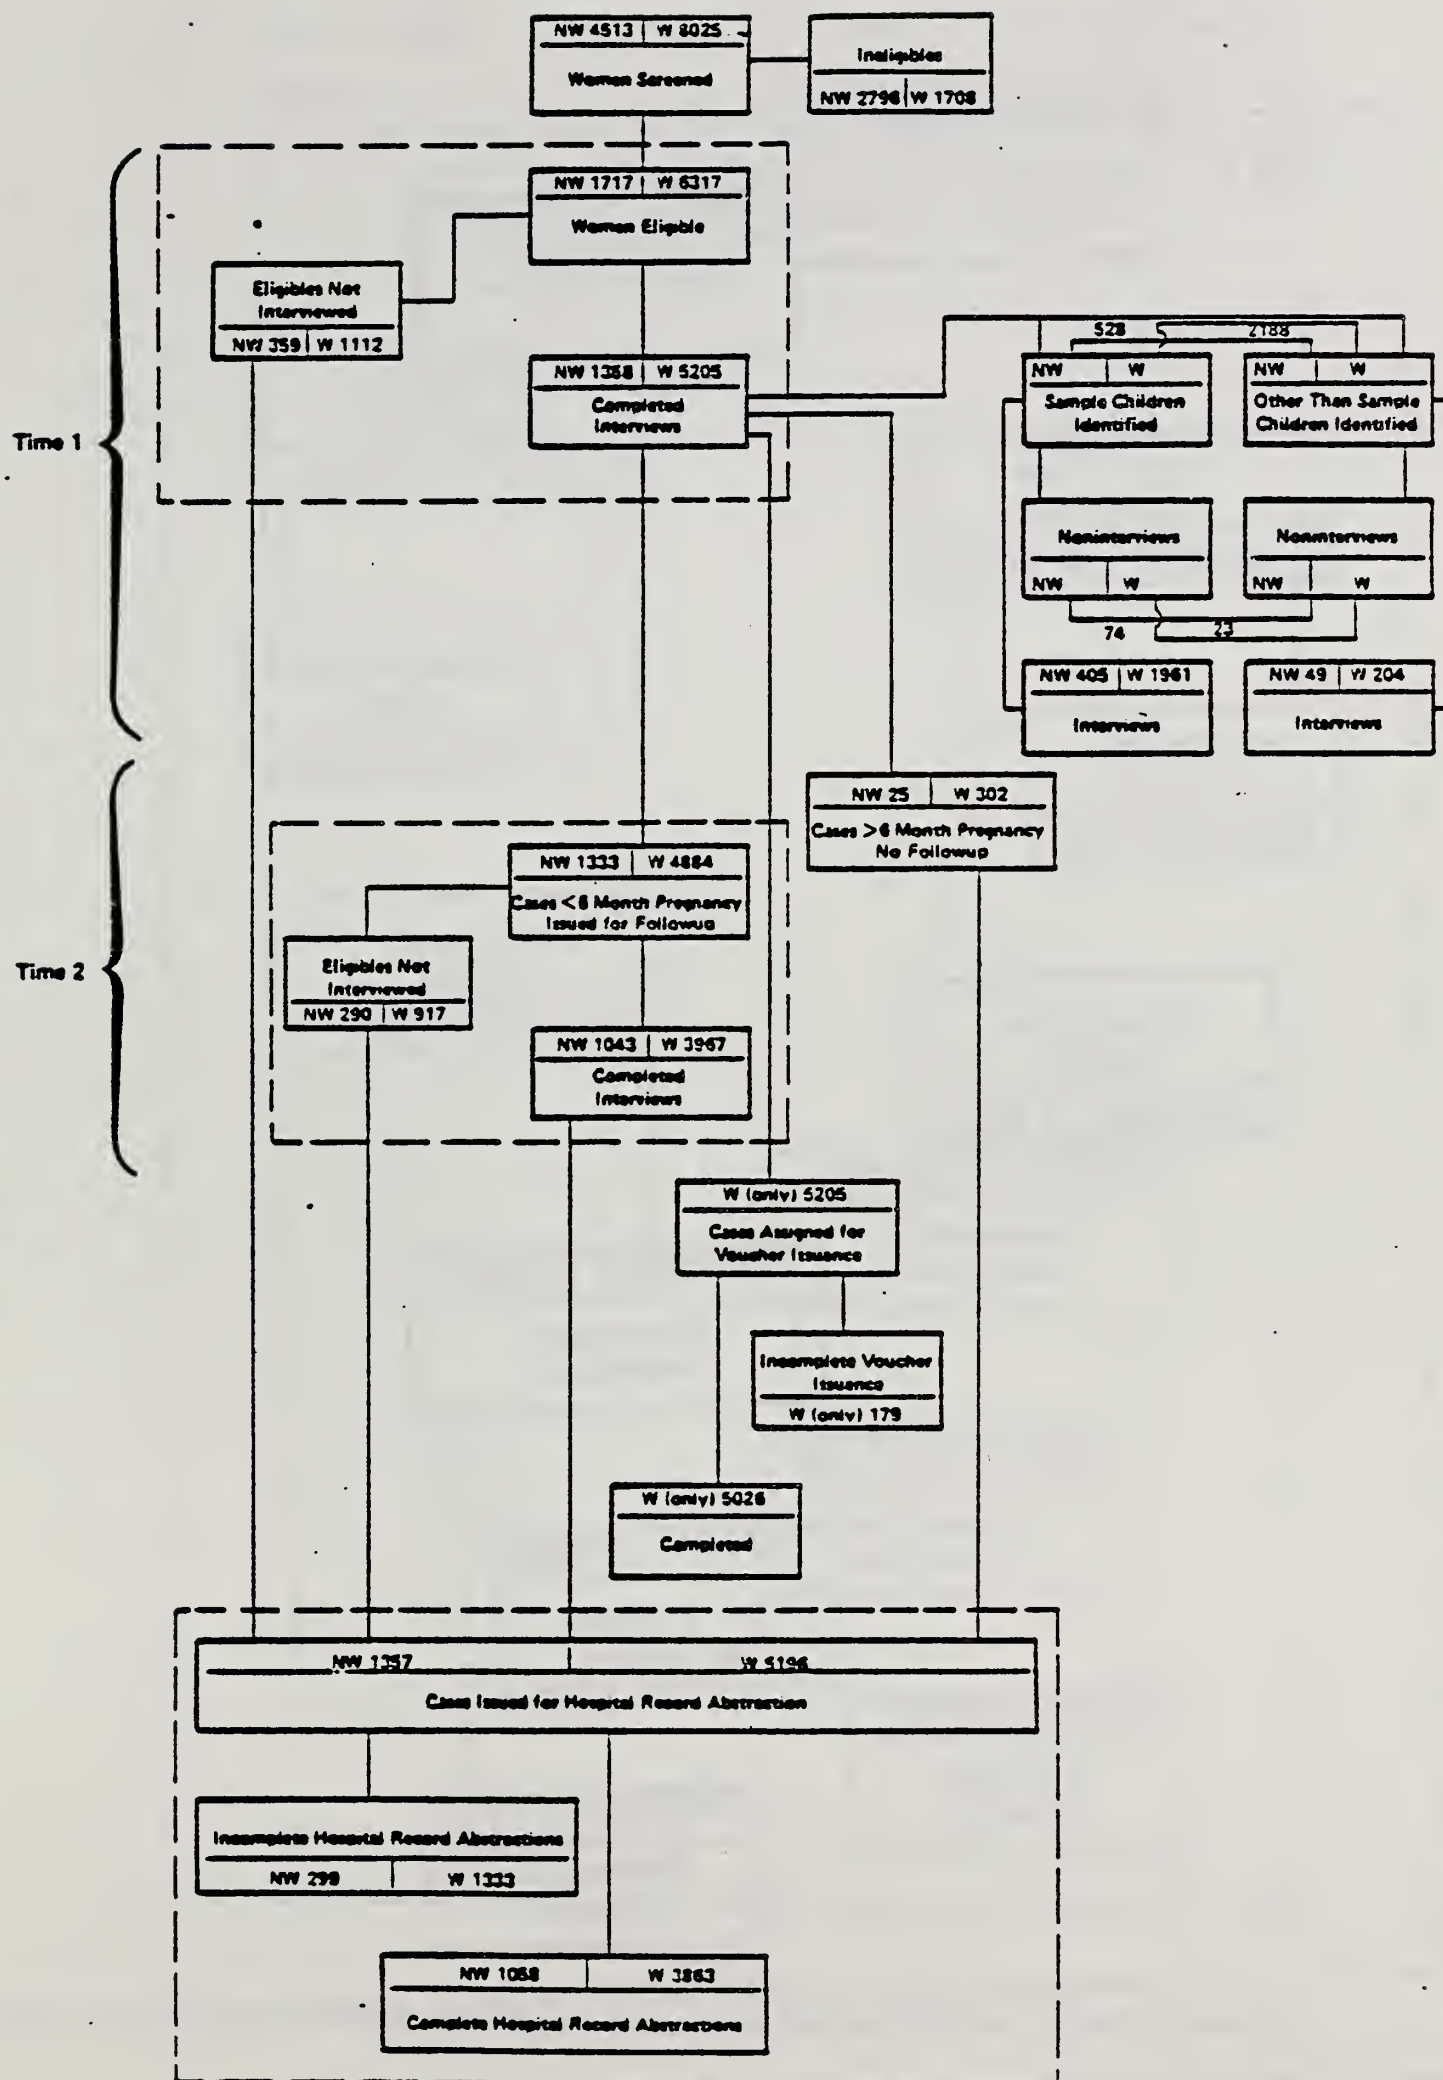 NW 4513 W 8025
Women Screened
Ineligibles
NW 2796 W 1708
NW 1717 W 6317
Women Eligible
Eligibles Not
Interviewed
NW 359 W 1112
NW 1358 W 5205
Completed
Interviews
528 2188
NW W
Sample Children
Identified
NW W
Other Than Sample
Children Identified
Time 1
Noninterviews
NW W
Noninterviews
NW W
74 23
NW 405 W 1961
Interviews
NW 49 W 204
Interviews
NW 25 W 302
Cases >6 Month Pregnancy
No Followup
NW 1333 W 4884
Cases <6 Month Pregnancy
Issued for Followup
Time 2
Eligibles Not
Interviewed
NW 290 W 917
NW 1043 W 3967
Completed
Interviews
W (only) 5205
Cases Assigned for
Voucher Issuance
Incomplete Voucher
Issuance
W (only) 179
W (only) 5026
Completed
NW 1357 W 5196
Cases Issued for Hospital Record Abstraction
Incomplete Hospital Record Abstractions
NW 299 W 1333
NW 1058 W 3863
Complete Hospital Record Abstractions